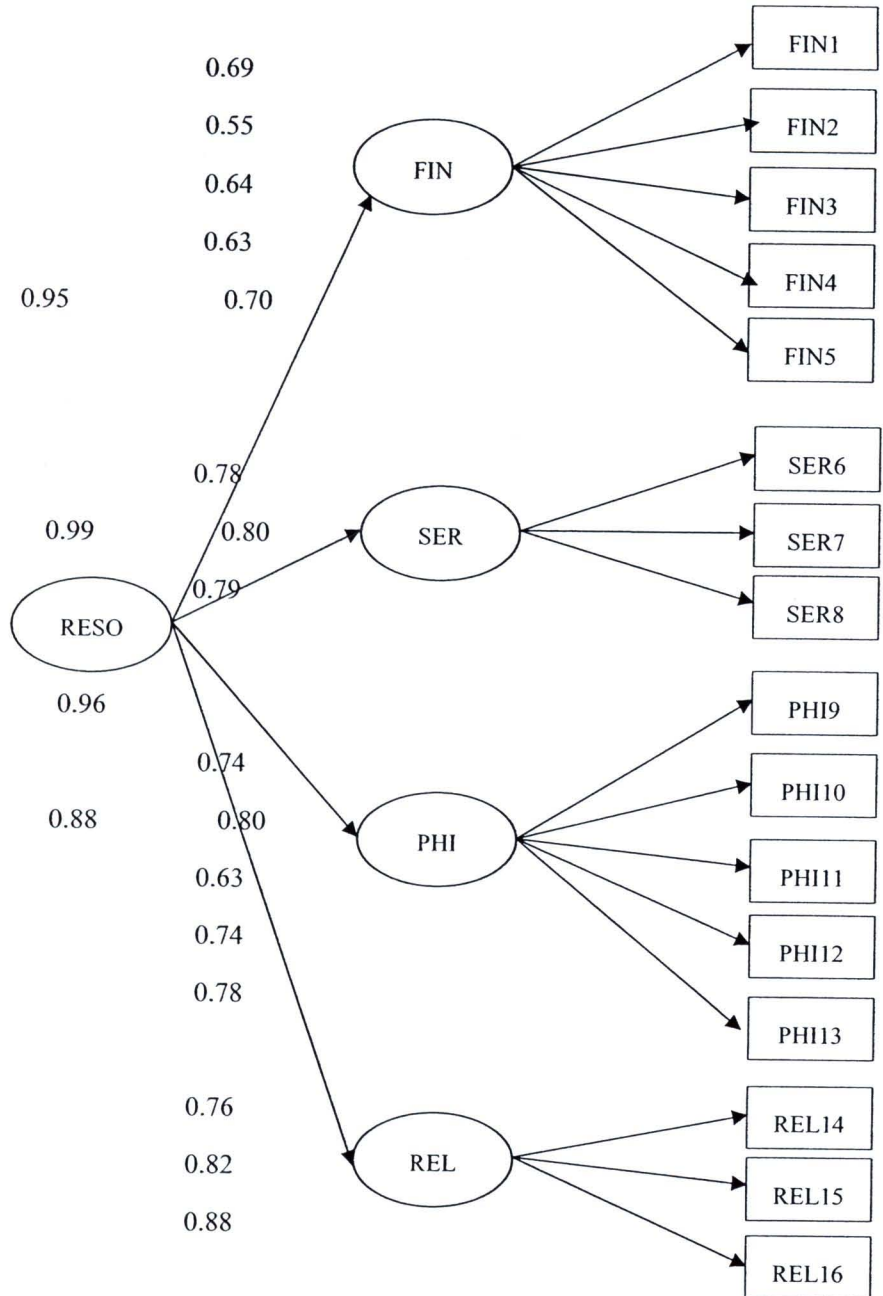 FIN1
0.69
0.55
FIN2
FIN
0.64
FIN3
0.63
FIN4
0.95
0.70
FIN5
0.78
SER6
0.99
0.80
SER
SER7
0.79
SER8
RESO
0.96
PHI9
0.74
PHI10
0.88
0.80
PHI
PHI11
0.63
0.74
PHI12
0.78
PHI13
0.76
REL14
0.82
REL
REL15
0.88
REL16